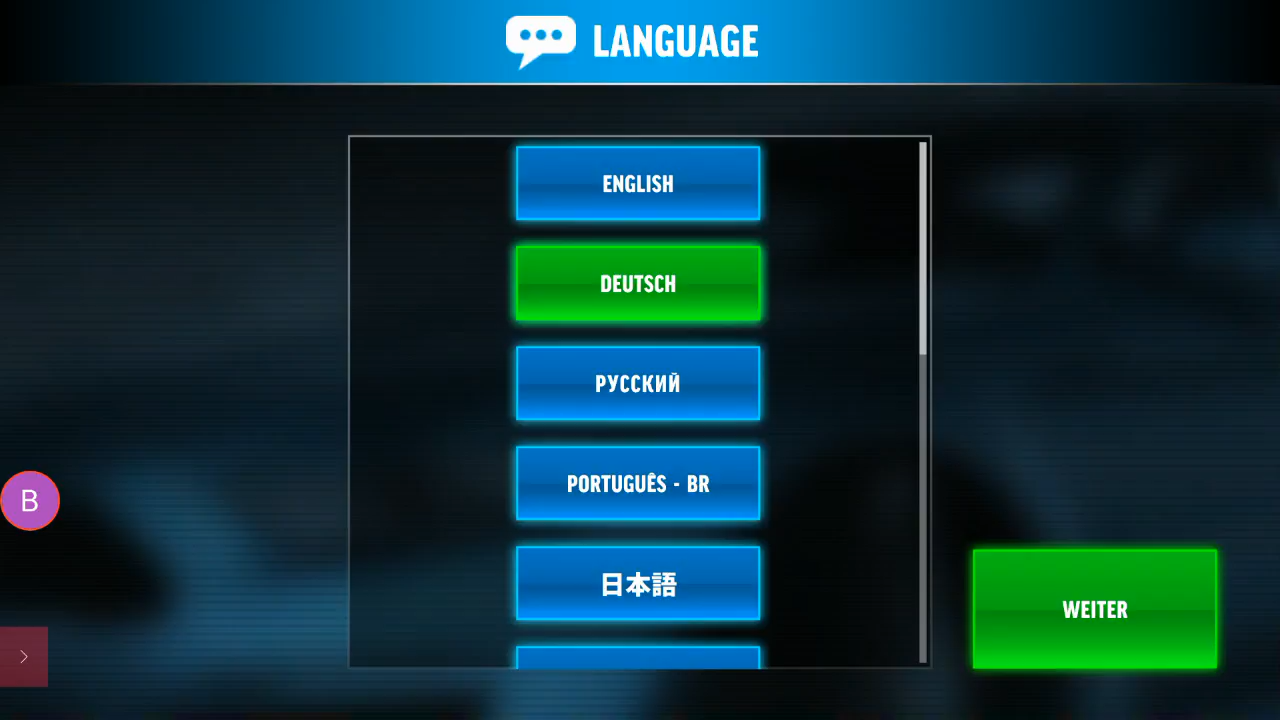 LANGUAGE
ENGLISH
DEUTSCH
РУССКИЙ
PORTUGUÊS - BR
日本語
B
WEITER